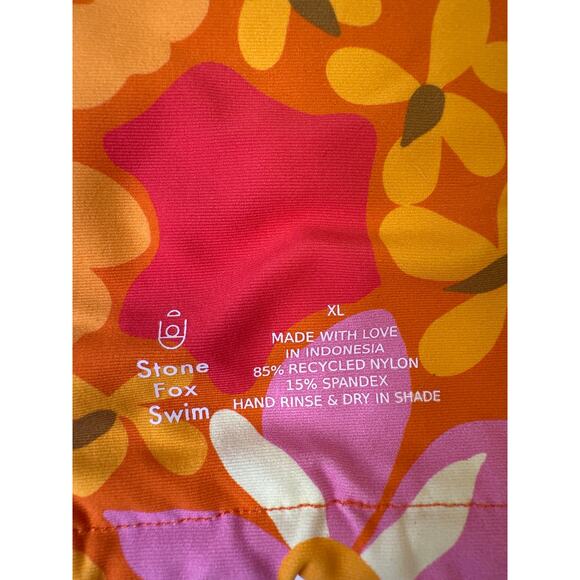 Stone
Fox
Swim
XL
MADE WITH LOVE
IN INDONESIA
85% RECYCLED NYLON
15% SPANDEX
HAND RINSE & DRY IN SHADE